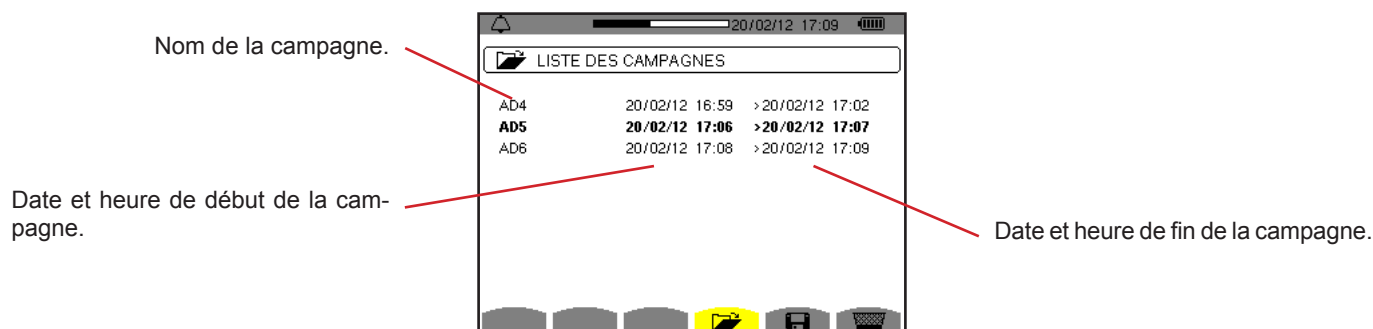 20/02/12 17:09
Nom de la campagne.
LISTE DES CAMPAGNES
AD4 20/02/12 16:59 >20/02/12 17:02
AD5 20/02/12 17:06 >20/02/12 17:07
AD6 20/02/12 17:08 >20/02/12 17:09
Date et heure de début de la cam-
pagne.
Date et heure de fin de la campagne.